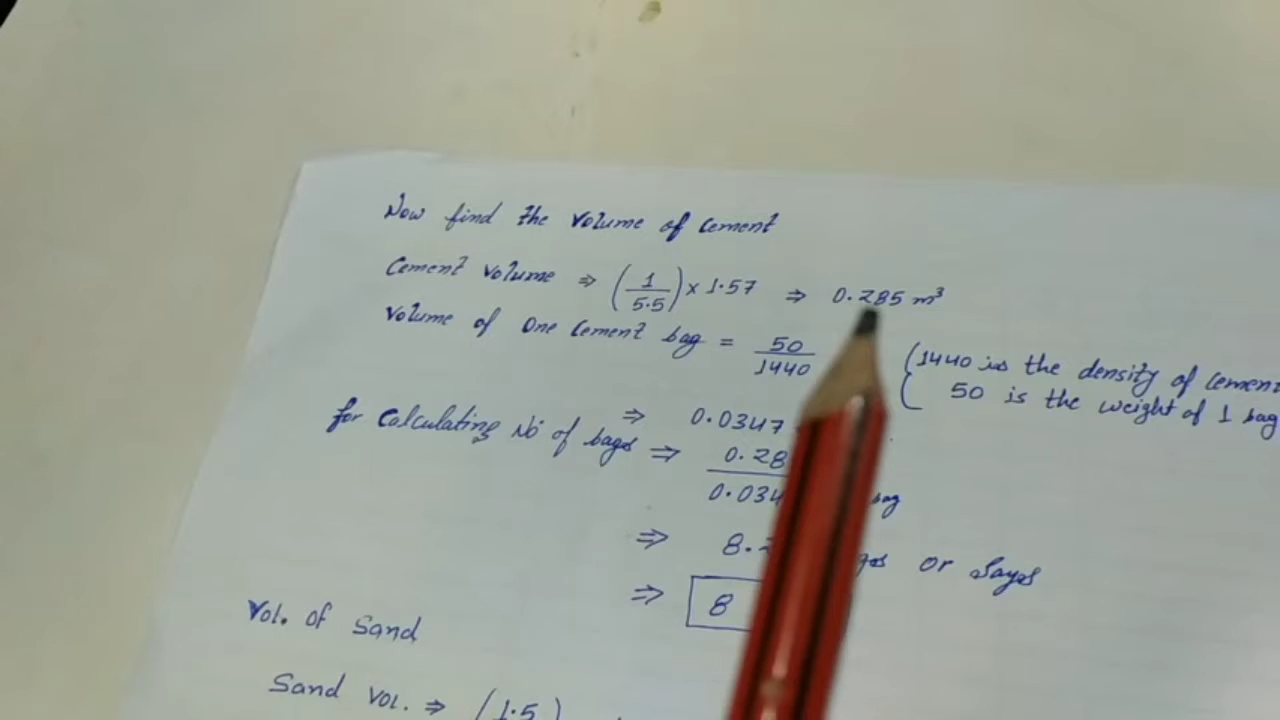 Now find the Volume of Cement
Cement Volume ⇒ (1/5.5) x 1.57 ⇒ 0.285 m³
Volume of One Cement bag = 50/1440 (1440 is the density of Cement
50 is the weight of 1 bag
⇒ 0.0347
for Calculating No of bags ⇒ 0.28
0.034 bag
⇒ 8. or Says
⇒ 8
Vol. of Sand
Sand Vol. ⇒ (1.5)